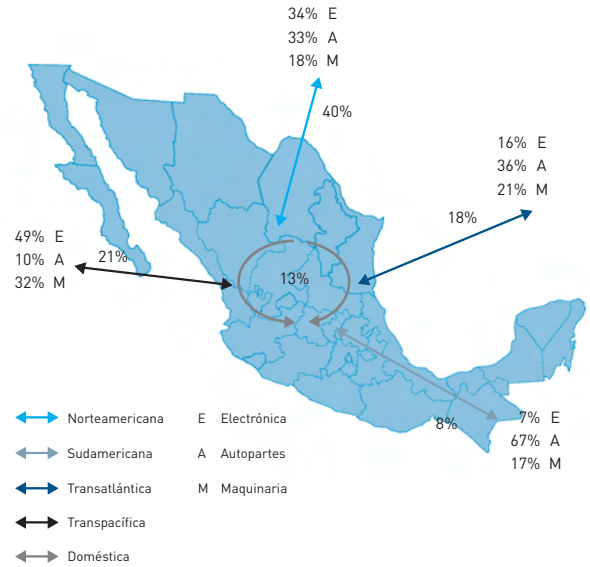 34% E
33% A
18% M
40%
16% E
36% A
21% M
18%
49% E
10% A
32% M
21%
13%
8%
7% E
67% A
17% M
Norteamericana E Electrónica
Sudamericana A Autopartes
Transatlántica M Maquinaria
Transpacífica
Doméstica